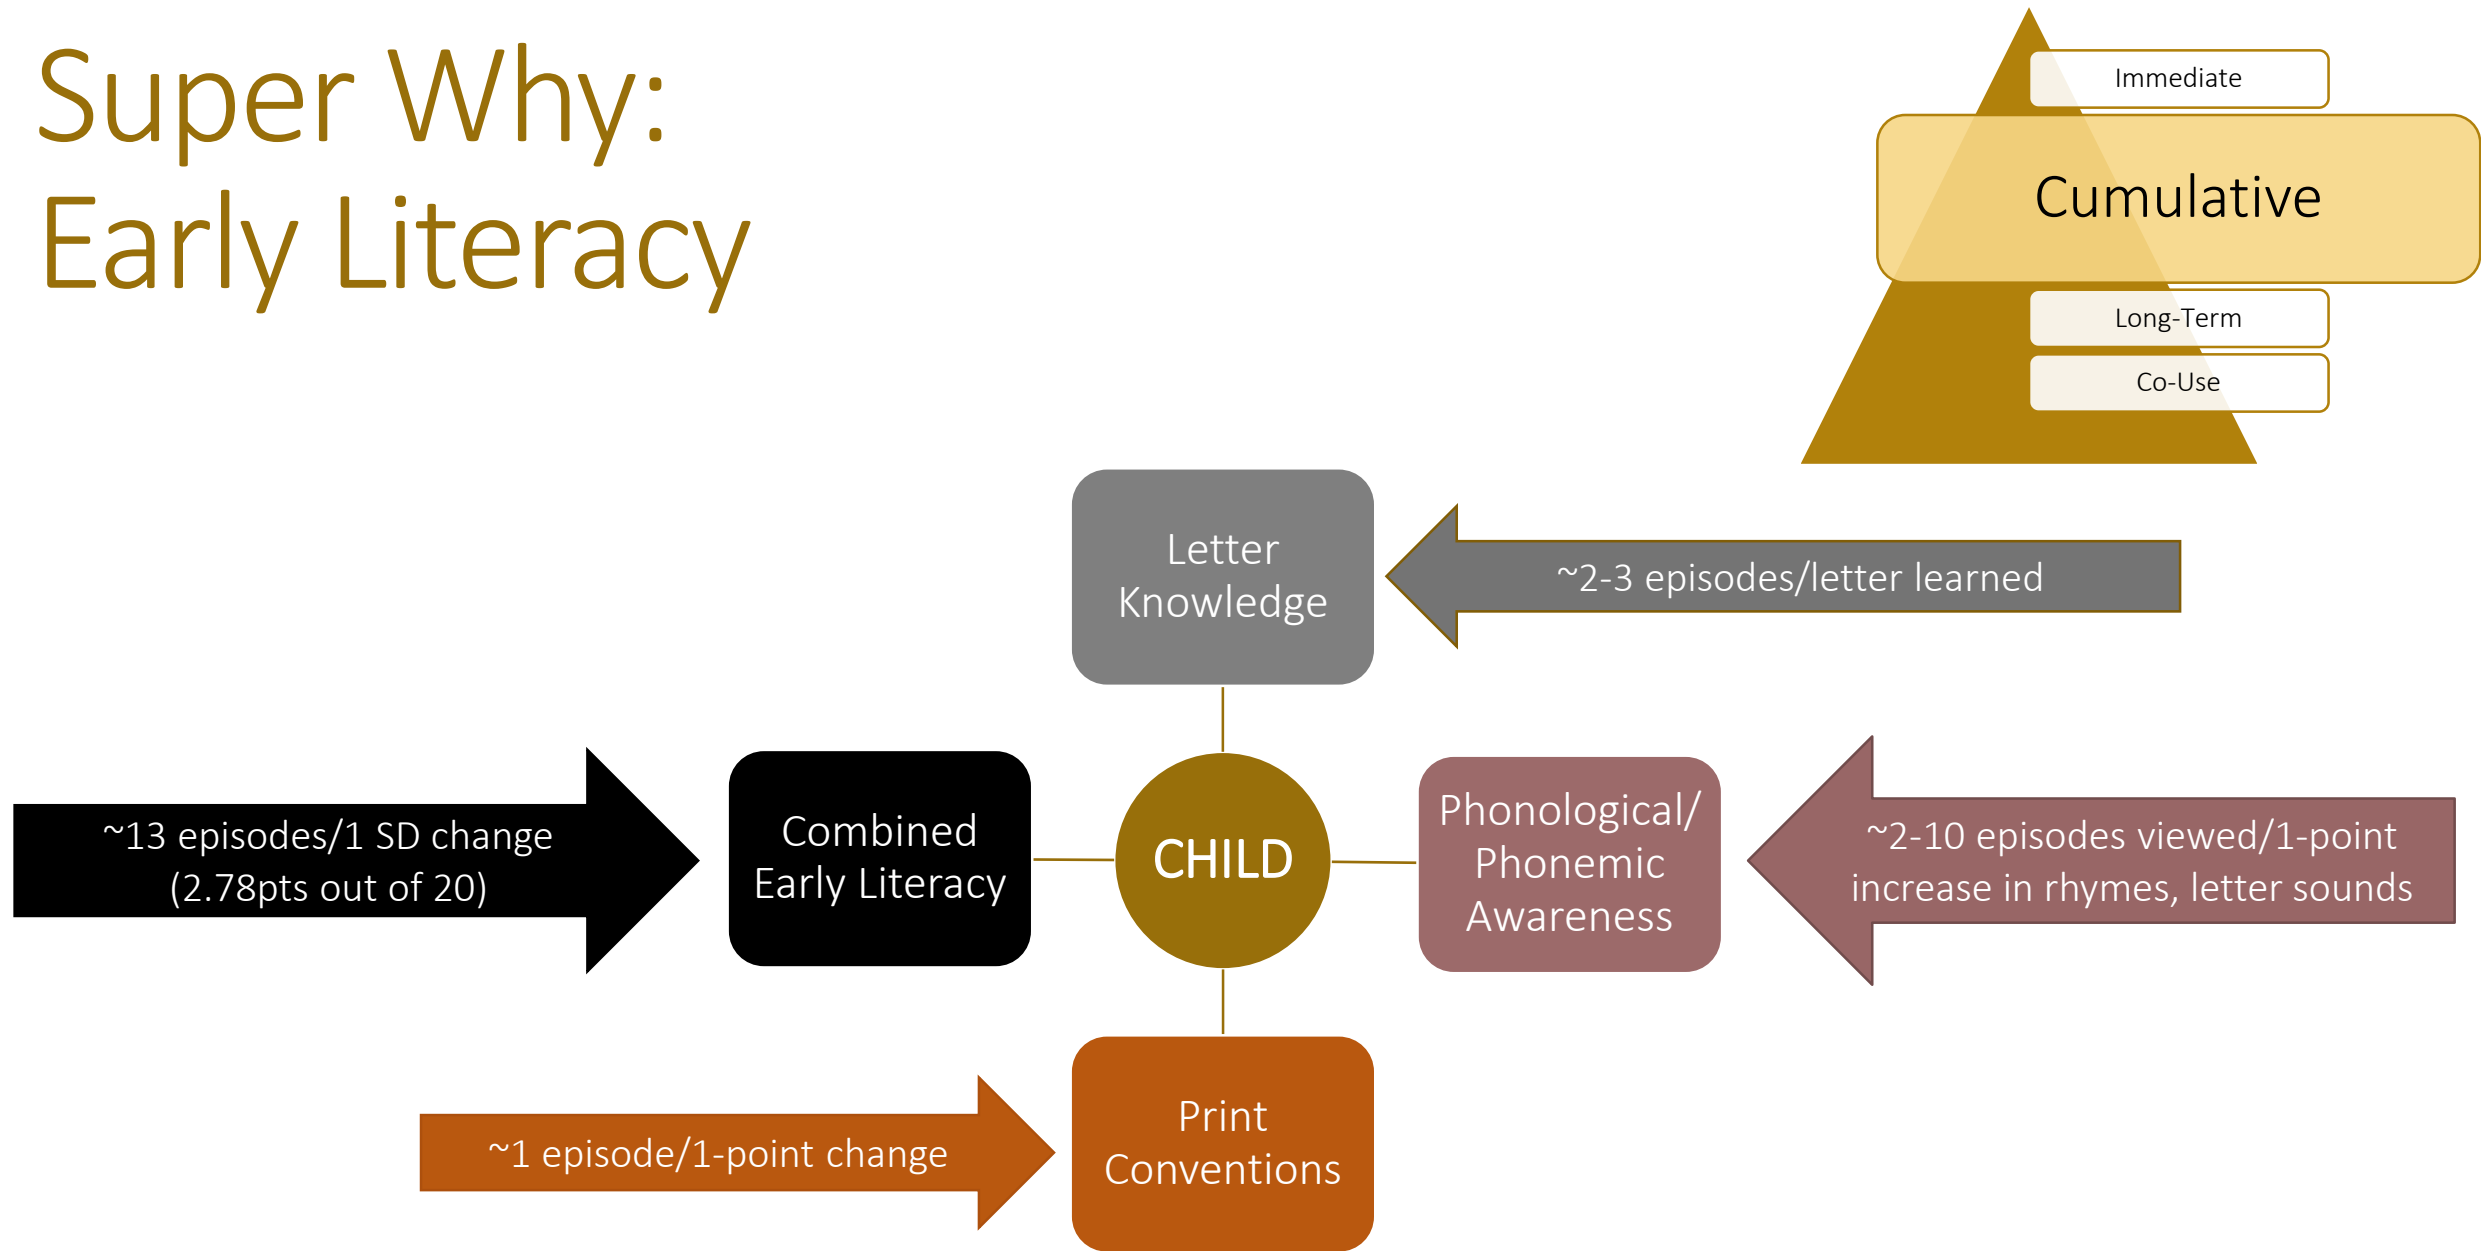 Super Why:
Early Literacy
Immediate
Cumulative
Long-Term
Co-Use
Letter
Knowledge
~2-3 episodes/letter learned
~13 episodes/1 SD change
(2.78pts out of 20)
Combined
Early Literacy
CHILD
Phonological/
Phonemic
Awareness
~2-10 episodes viewed/1-point
increase in rhymes, letter sounds
~1 episode/1-point change
Print
Conventions